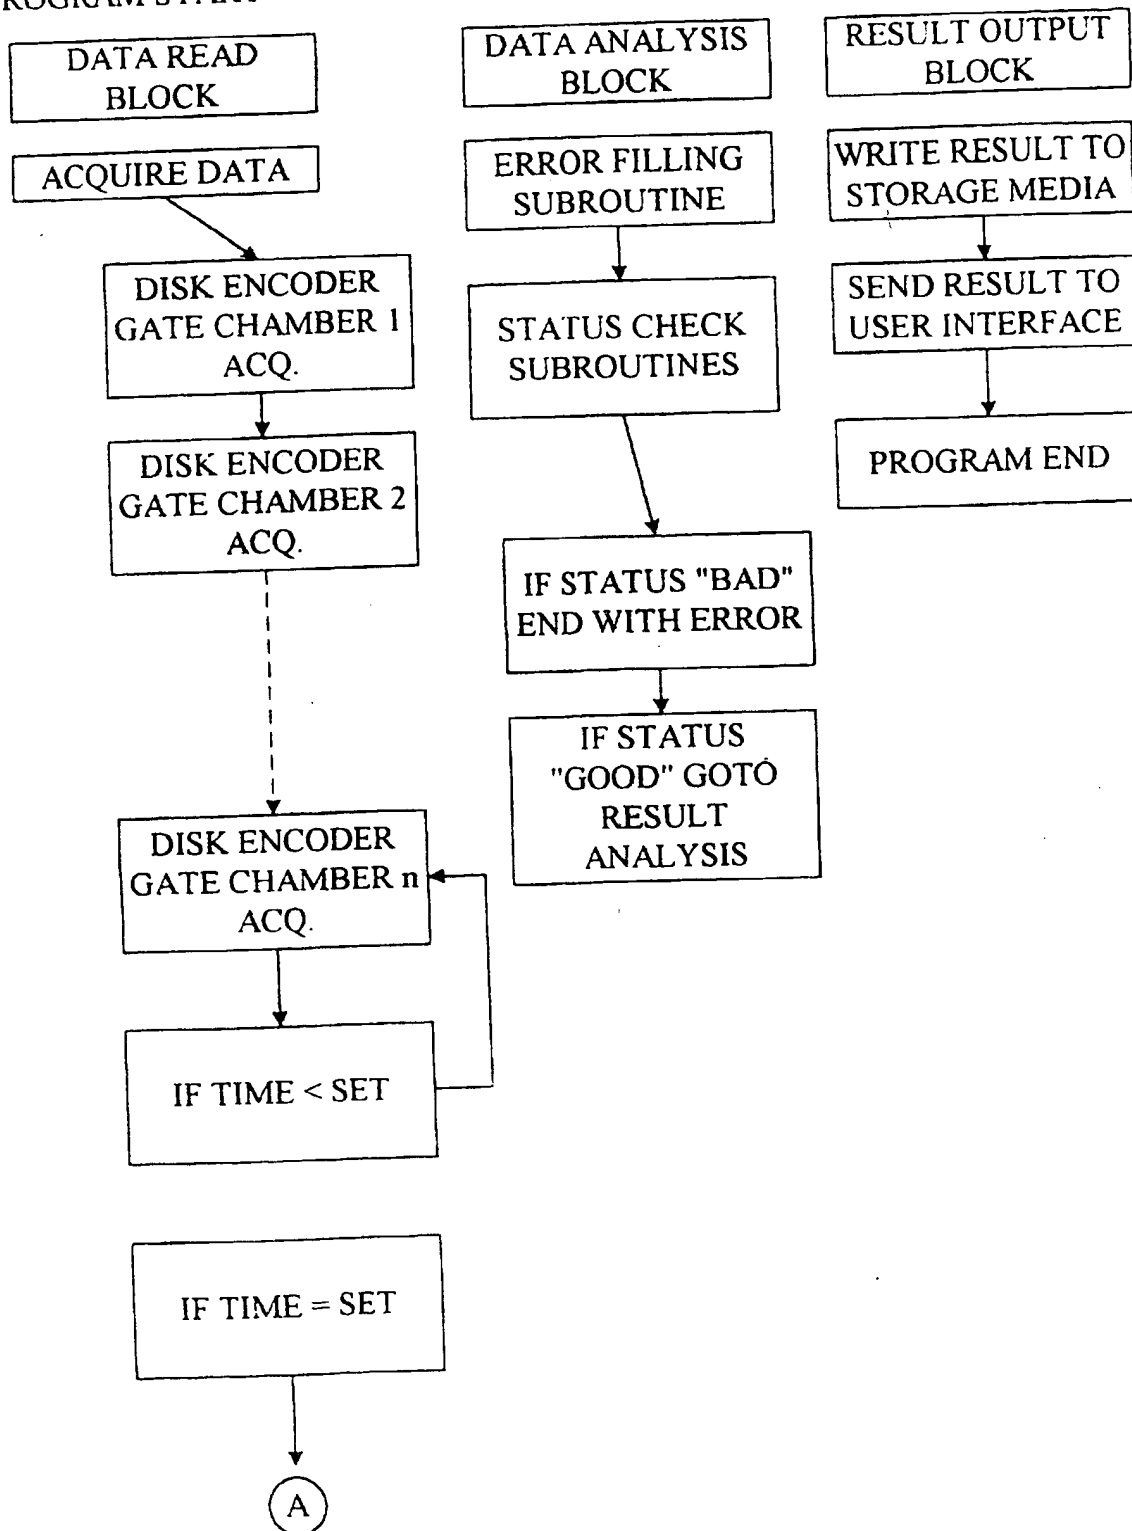 DATA READ
BLOCK
ACQUIRE DATA
DISK ENCODER
GATE CHAMBER 1
ACQ.
DISK ENCODER
GATE CHAMBER 2
ACQ.
DISK ENCODER
GATE CHAMBER n
ACQ.
IF TIME < SET
IF TIME = SET
A
DATA ANALYSIS
BLOCK
ERROR FILLING
SUBROUTINE
STATUS CHECK
SUBROUTINES
IF STATUS "BAD"
END WITH ERROR
IF STATUS
"GOOD" GOTO
RESULT
ANALYSIS
RESULT OUTPUT
BLOCK
WRITE RESULT TO
STORAGE MEDIA
SEND RESULT TO
USER INTERFACE
PROGRAM END